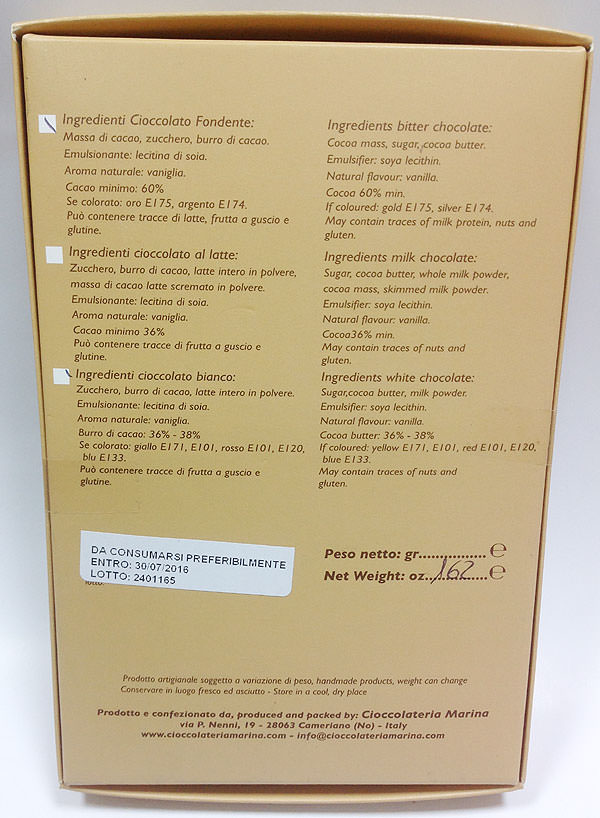 Ingredienti Cioccolato Fondente:
Massa di cacao, zucchero, burro di cacao.
Emulsionante: lecitina di soia.
Aroma naturale: vaniglia.
Cacao minimo: 60%
Se colorato: oro E175, argento E174.
Può contenere tracce di latte, frutta a guscio e
glutine.
Ingredients bitter chocolate:
Cocoa mass, sugar, cocoa butter.
Emulsifier: soya lecithin.
Natural flavour: vanilla.
Cocoa 60% min.
If coloured: gold E175, silver E174.
May contain traces of milk protein, nuts and
gluten.
Ingredienti cioccolato al latte:
Zucchero, burro di cacao, latte intero in polvere,
massa di cacao latte scremato in polvere.
Emulsionante: lecitina di soia.
Aroma naturale: vaniglia.
Cacao minimo 36%
Può contenere tracce di frutta a guscio e
glutine.
Ingredients milk chocolate:
Sugar, cocoa butter, whole milk powder,
cocoa mass, skimmed milk powder.
Emulsifier: soya lecithin.
Natural flavour: vanilla.
Cocoa36% min.
May contain traces of nuts and
gluten.
Ingredienti cioccolato bianco:
Zucchero, burro di cacao, latte intero in polvere.
Emulsionante: lecitina di soia.
Aroma naturale: vaniglia.
Burro di cacao: 36% - 38%
Se colorato: giallo E171, E101, rosso E101, E120,
blu E133.
Può contenere tracce di frutta a guscio e
glutine.
Ingredients white chocolate:
Sugar,cocoa butter, milk powder.
Emulsifier: soya lecithin.
Natural flavour: vanilla.
Cocoa butter: 36% - 38%
If coloured: yellow E171, E101, red E101, E120,
blue E133.
May contain traces of nuts and
gluten.
DA CONSUMARSI PREFERIBILMENTE
ENTRO: 30/07/2016
LOTTO: 2401165
Peso netto: gr................ ℮
Net Weight: oz..162......℮
Prodotto artigianale soggetto a variazione di peso, handmade products, weight can change
Conservare in luogo fresco ed asciutto - Store in a cool, dry place
Prodotto e confezionato da, produced and packed by: Cioccolateria Marina
via P. Nenni, 19 - 28063 Cameriano (No) - Italy
www.cioccolateriamarina.com - info@cioccolateriamarina.com